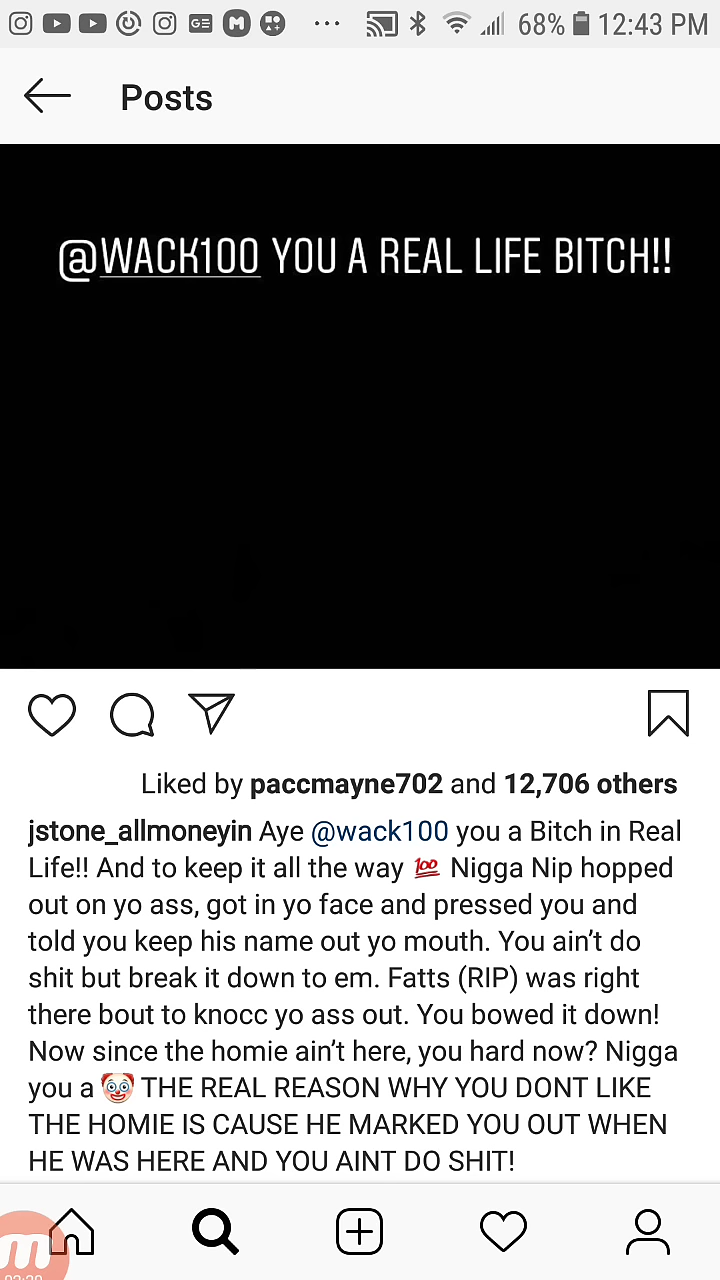 68% 12:43 PM
Posts
@WACK100 YOU A REAL LIFE BITCH!!
Liked by paccmayne702 and 12,706 others
jstone_allmoneyin Aye @wack100 you a Bitch in Real
Life!! And to keep it all the way 💯 Nigga Nip hopped
out on yo ass, got in yo face and pressed you and
told you keep his name out yo mouth. You ain't do
shit but break it down to em. Fatts (RIP) was right
there bout to knocc yo ass out. You bowed it down!
Now since the homie ain't here, you hard now? Nigga
you a 🤡 THE REAL REASON WHY YOU DONT LIKE
THE HOMIE IS CAUSE HE MARKED YOU OUT WHEN
HE WAS HERE AND YOU AINT DO SHIT!